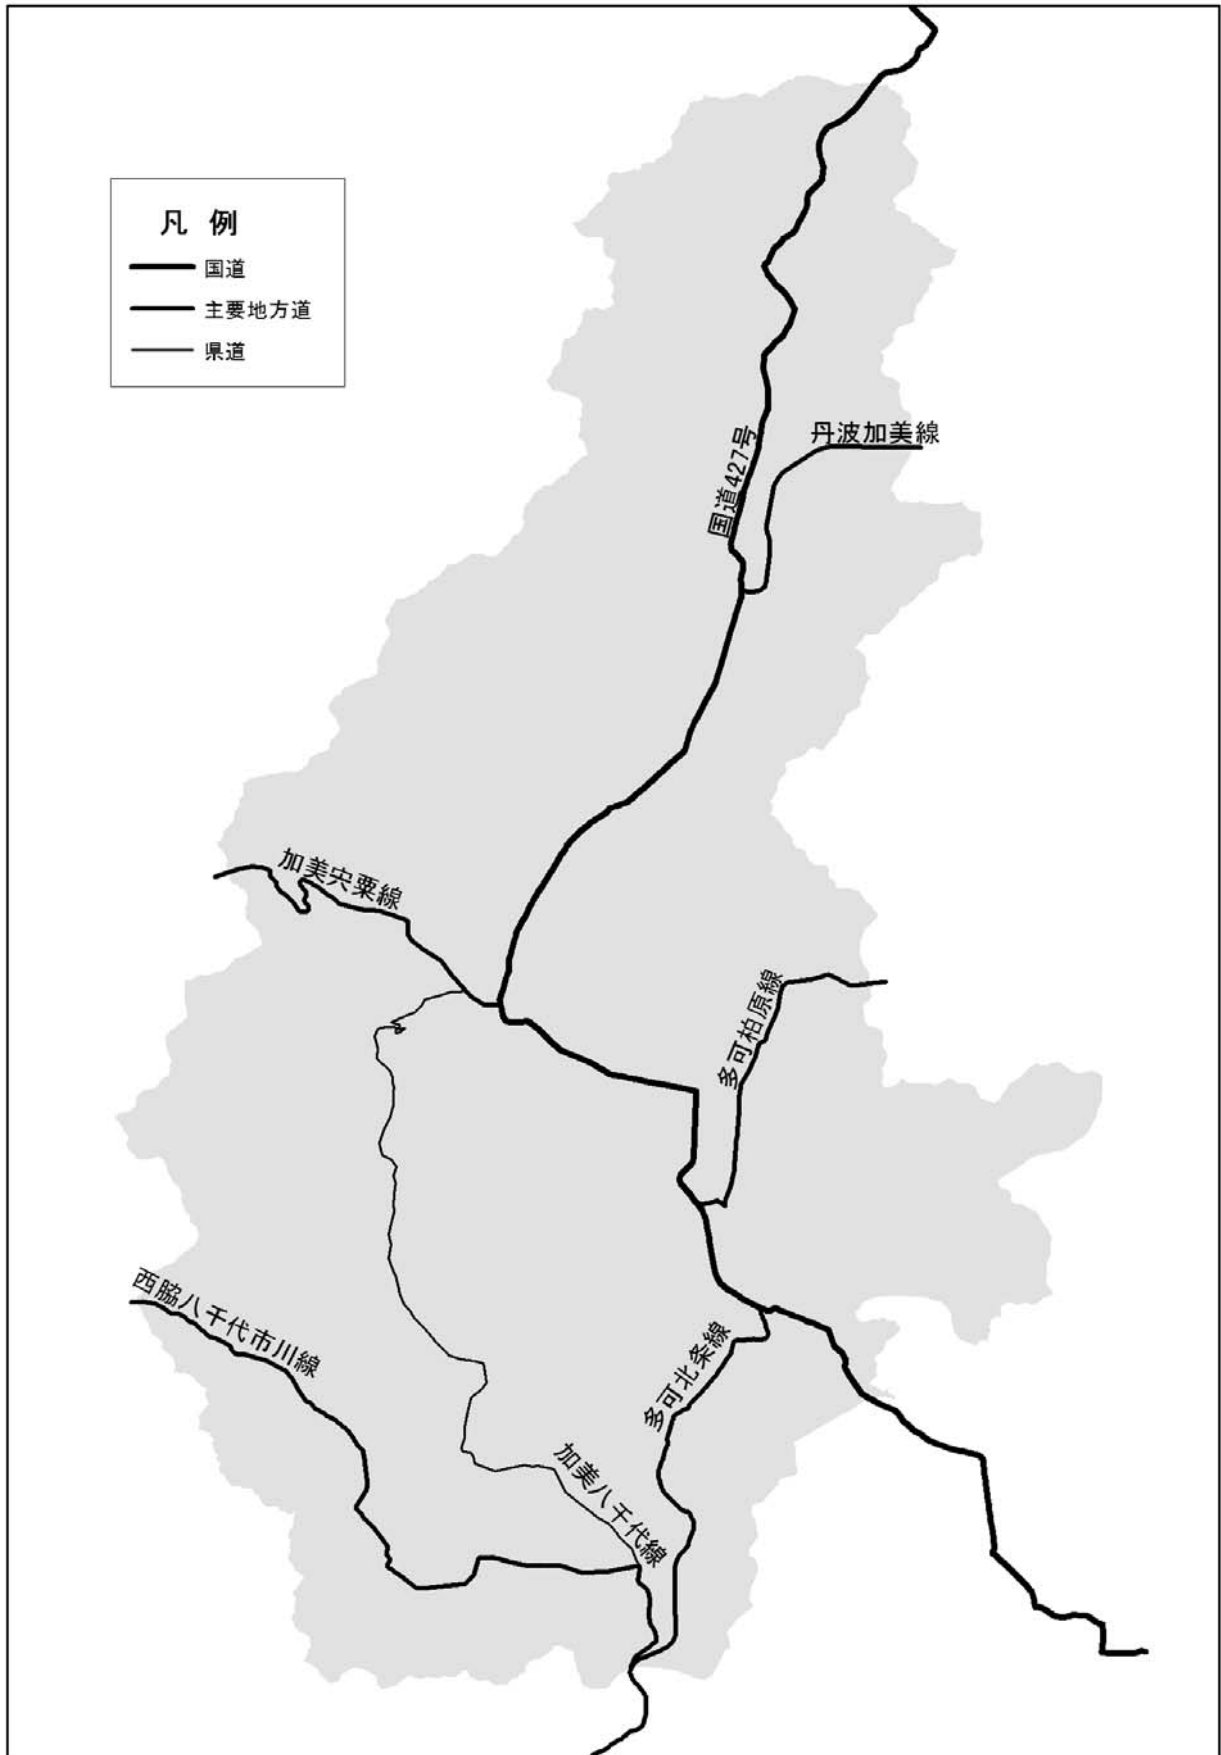 凡 例
国道
主要地方道
県道
丹波加美線
国道427号
加美宍粟線
多可柏原線
西脇八千代市川線
多可北条線
加美八千代線